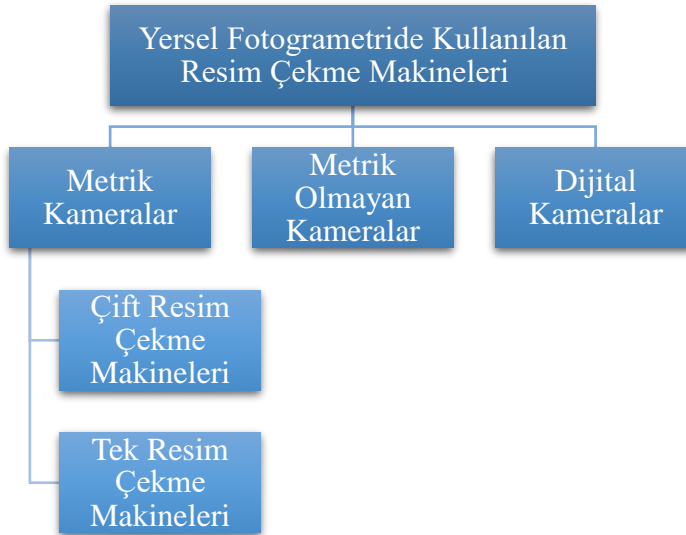 Yersel Fotogrametride Kullanılan
Resim Çekme Makineleri
Metrik
Kameralar
Metrik
Olmayan
Kameralar
Dijital
Kameralar
Çift Resim
Çekme
Makineleri
Tek Resim
Çekme
Makineleri